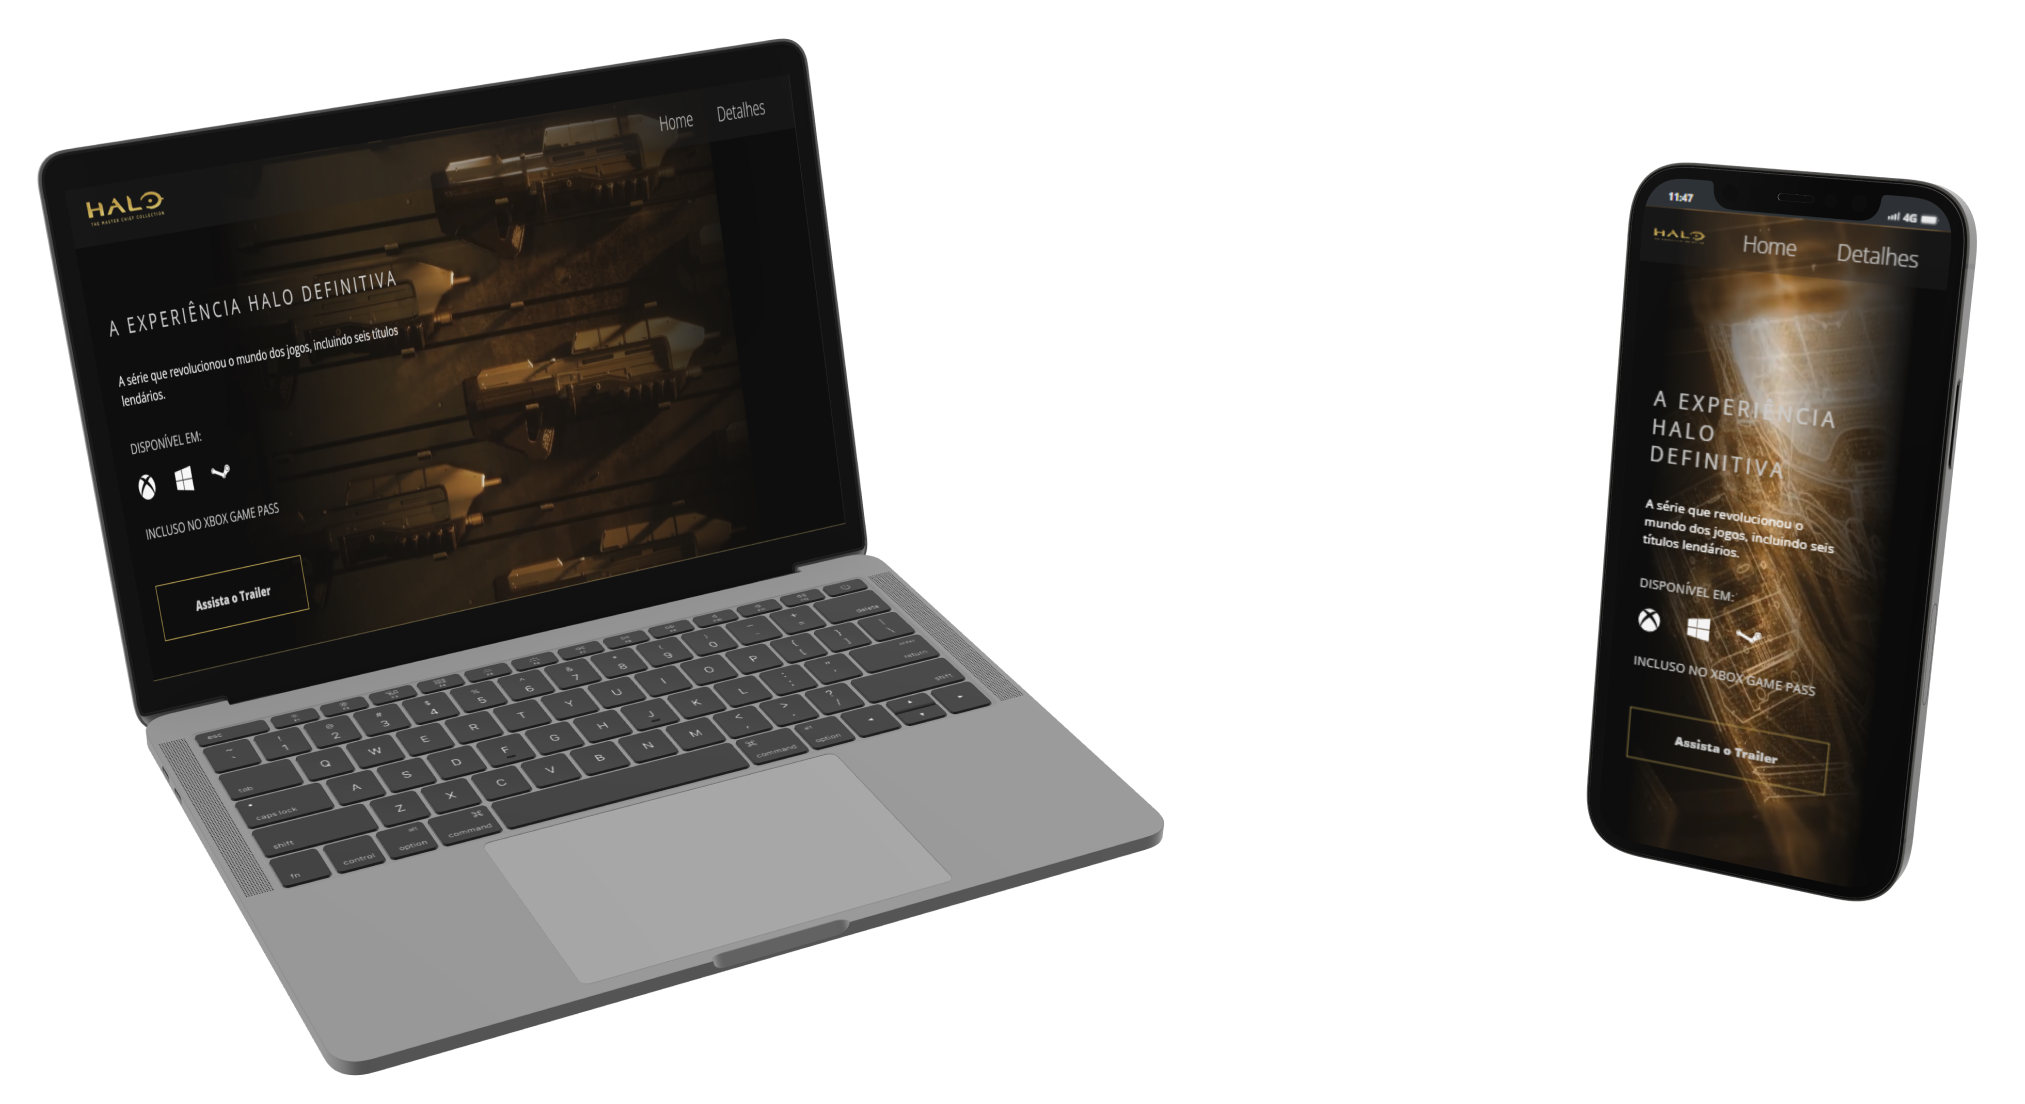 Home Detalhes
HALO
THE MASTER CHIEF COLLECTION
A EXPERIÊNCIA HALO DEFINITIVA
A série que revolucionou o mundo dos jogos, incluindo seis títulos
lendários.
DISPONÍVEL EM:
INCLUSO NO XBOX GAME PASS
Assista o Trailer
esc
~ ! 1 @ 2 # 3 $ 4 % 5 ^ 6 & 7 * 8 ( 9 ) 0 _ - + = delete
tab Q W E R T Y U I O P { [ } ] | \
caps lock A S D F G H J K L : ; " ' return
shift Z X C V B N M < , > . ? / shift
fn control option ⌘ command ⌘ command option
11:47 4G
HALO Home Detalhes
A EXPERIÊNCIA
HALO
DEFINITIVA
A série que revolucionou o
mundo dos jogos, incluindo seis
títulos lendários.
DISPONÍVEL EM:
INCLUSO NO XBOX GAME PASS
Assista o Trailer